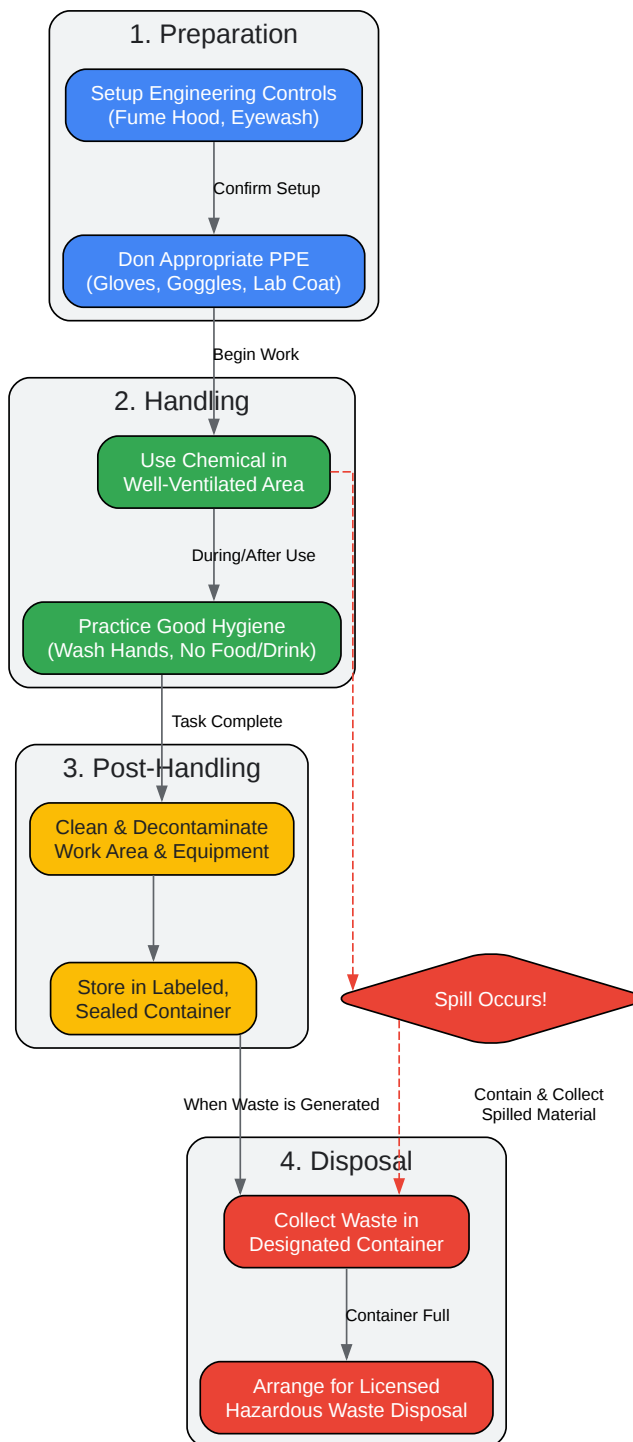 1. Preparation
Setup Engineering Controls
(Fume Hood, Eyewash)
Confirm Setup
Don Appropriate PPE
(Gloves, Goggles, Lab Coat)
Begin Work
2. Handling
Use Chemical in
Well-Ventilated Area
During/After Use
Practice Good Hygiene
(Wash Hands, No Food/Drink)
Task Complete
3. Post-Handling
Clean & Decontaminate
Work Area & Equipment
Store in Labeled,
Sealed Container
Spill Occurs!
When Waste is Generated
Contain & Collect
Spilled Material
4. Disposal
Collect Waste in
Designated Container
Container Full
Arrange for Licensed
Hazardous Waste Disposal